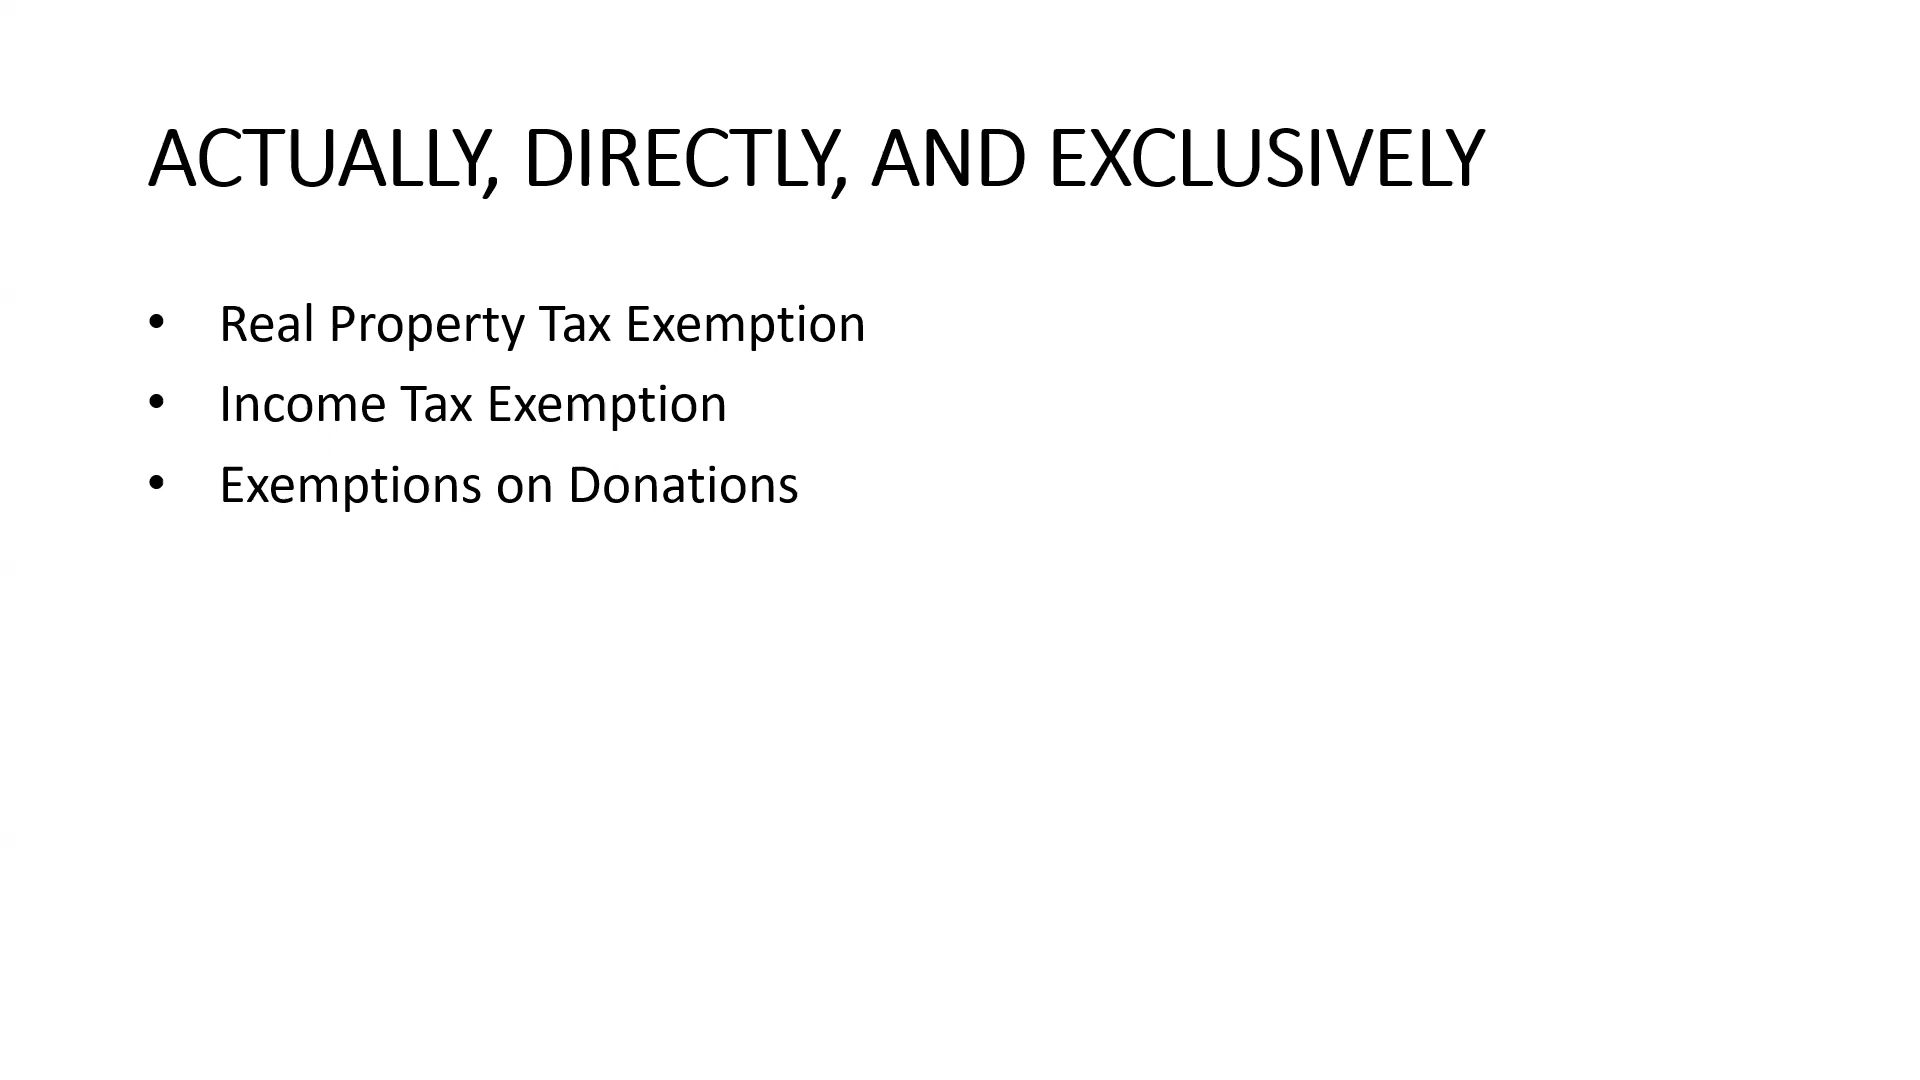 ACTUALLY, DIRECTLY, AND EXCLUSIVELY
• Real Property Tax Exemption
• Income Tax Exemption
• Exemptions on Donations